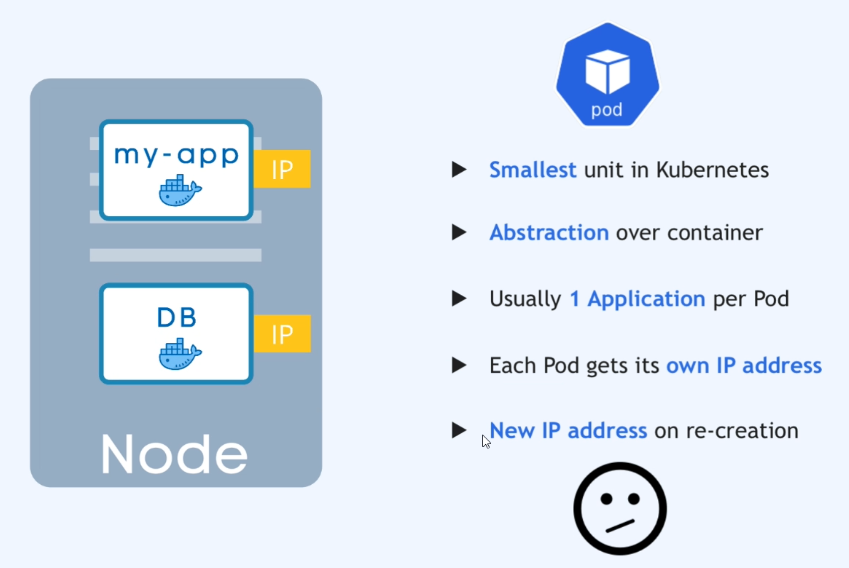 my-app
IP
DB
IP
Node
pod
Smallest unit in Kubernetes
Abstraction over container
Usually 1 Application per Pod
Each Pod gets its own IP address
New IP address on re-creation